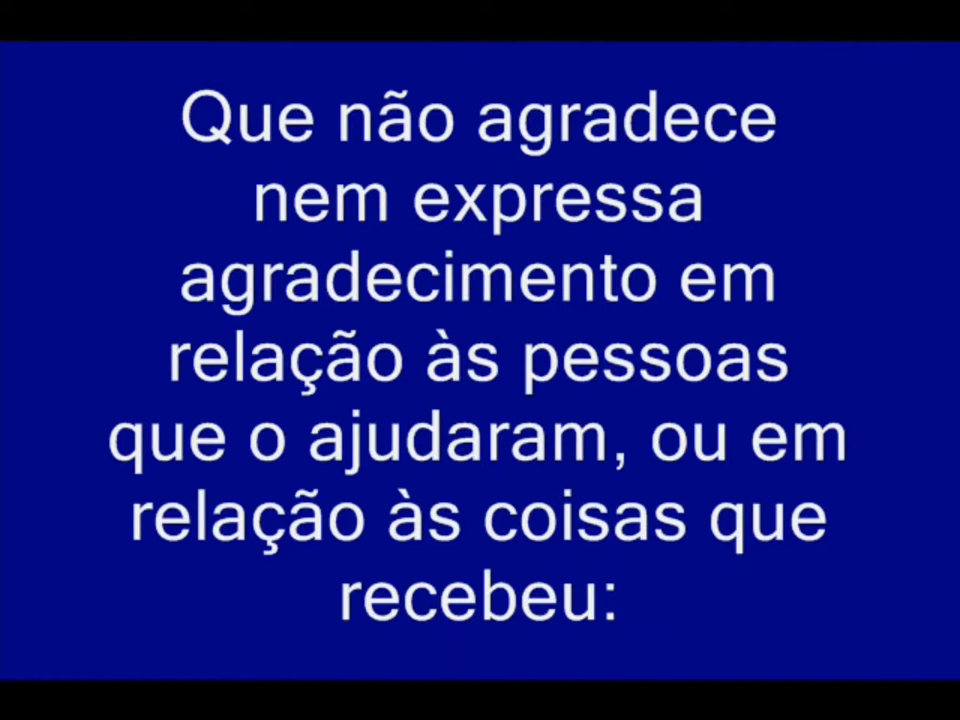 Que não agradece
nem expressa
agradecimento em
relação às pessoas
que o ajudaram, ou em
relação às coisas que
recebeu: